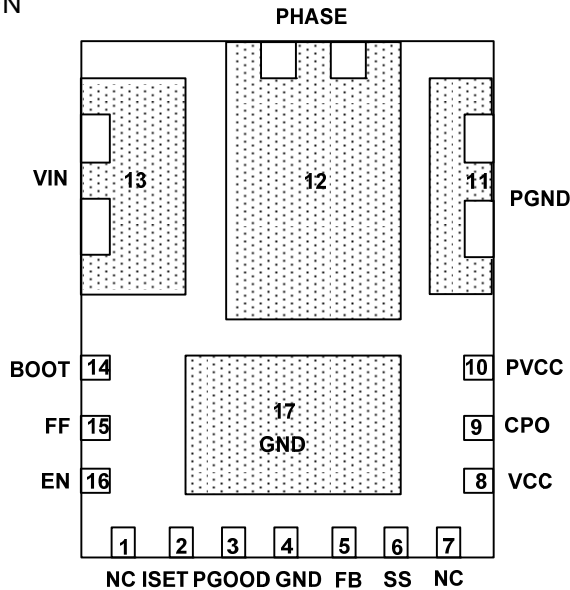 N
PHASE
VIN 13 12 11 PGND
BOOT 14 10 PVCC
17
GND
FF 15 9 CPO
EN 16 8 VCC
1 2 3 4 5 6 7
NC ISET PGOOD GND FB SS NC